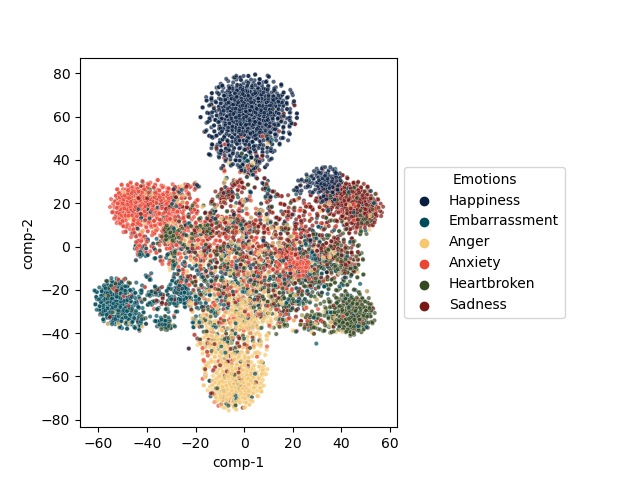 80
60
40
20
0
−20
−40
−60
−80
comp-2
−60 −40 −20 0 20 40 60
comp-1
Emotions
Happiness
Embarrassment
Anger
Anxiety
Heartbroken
Sadness